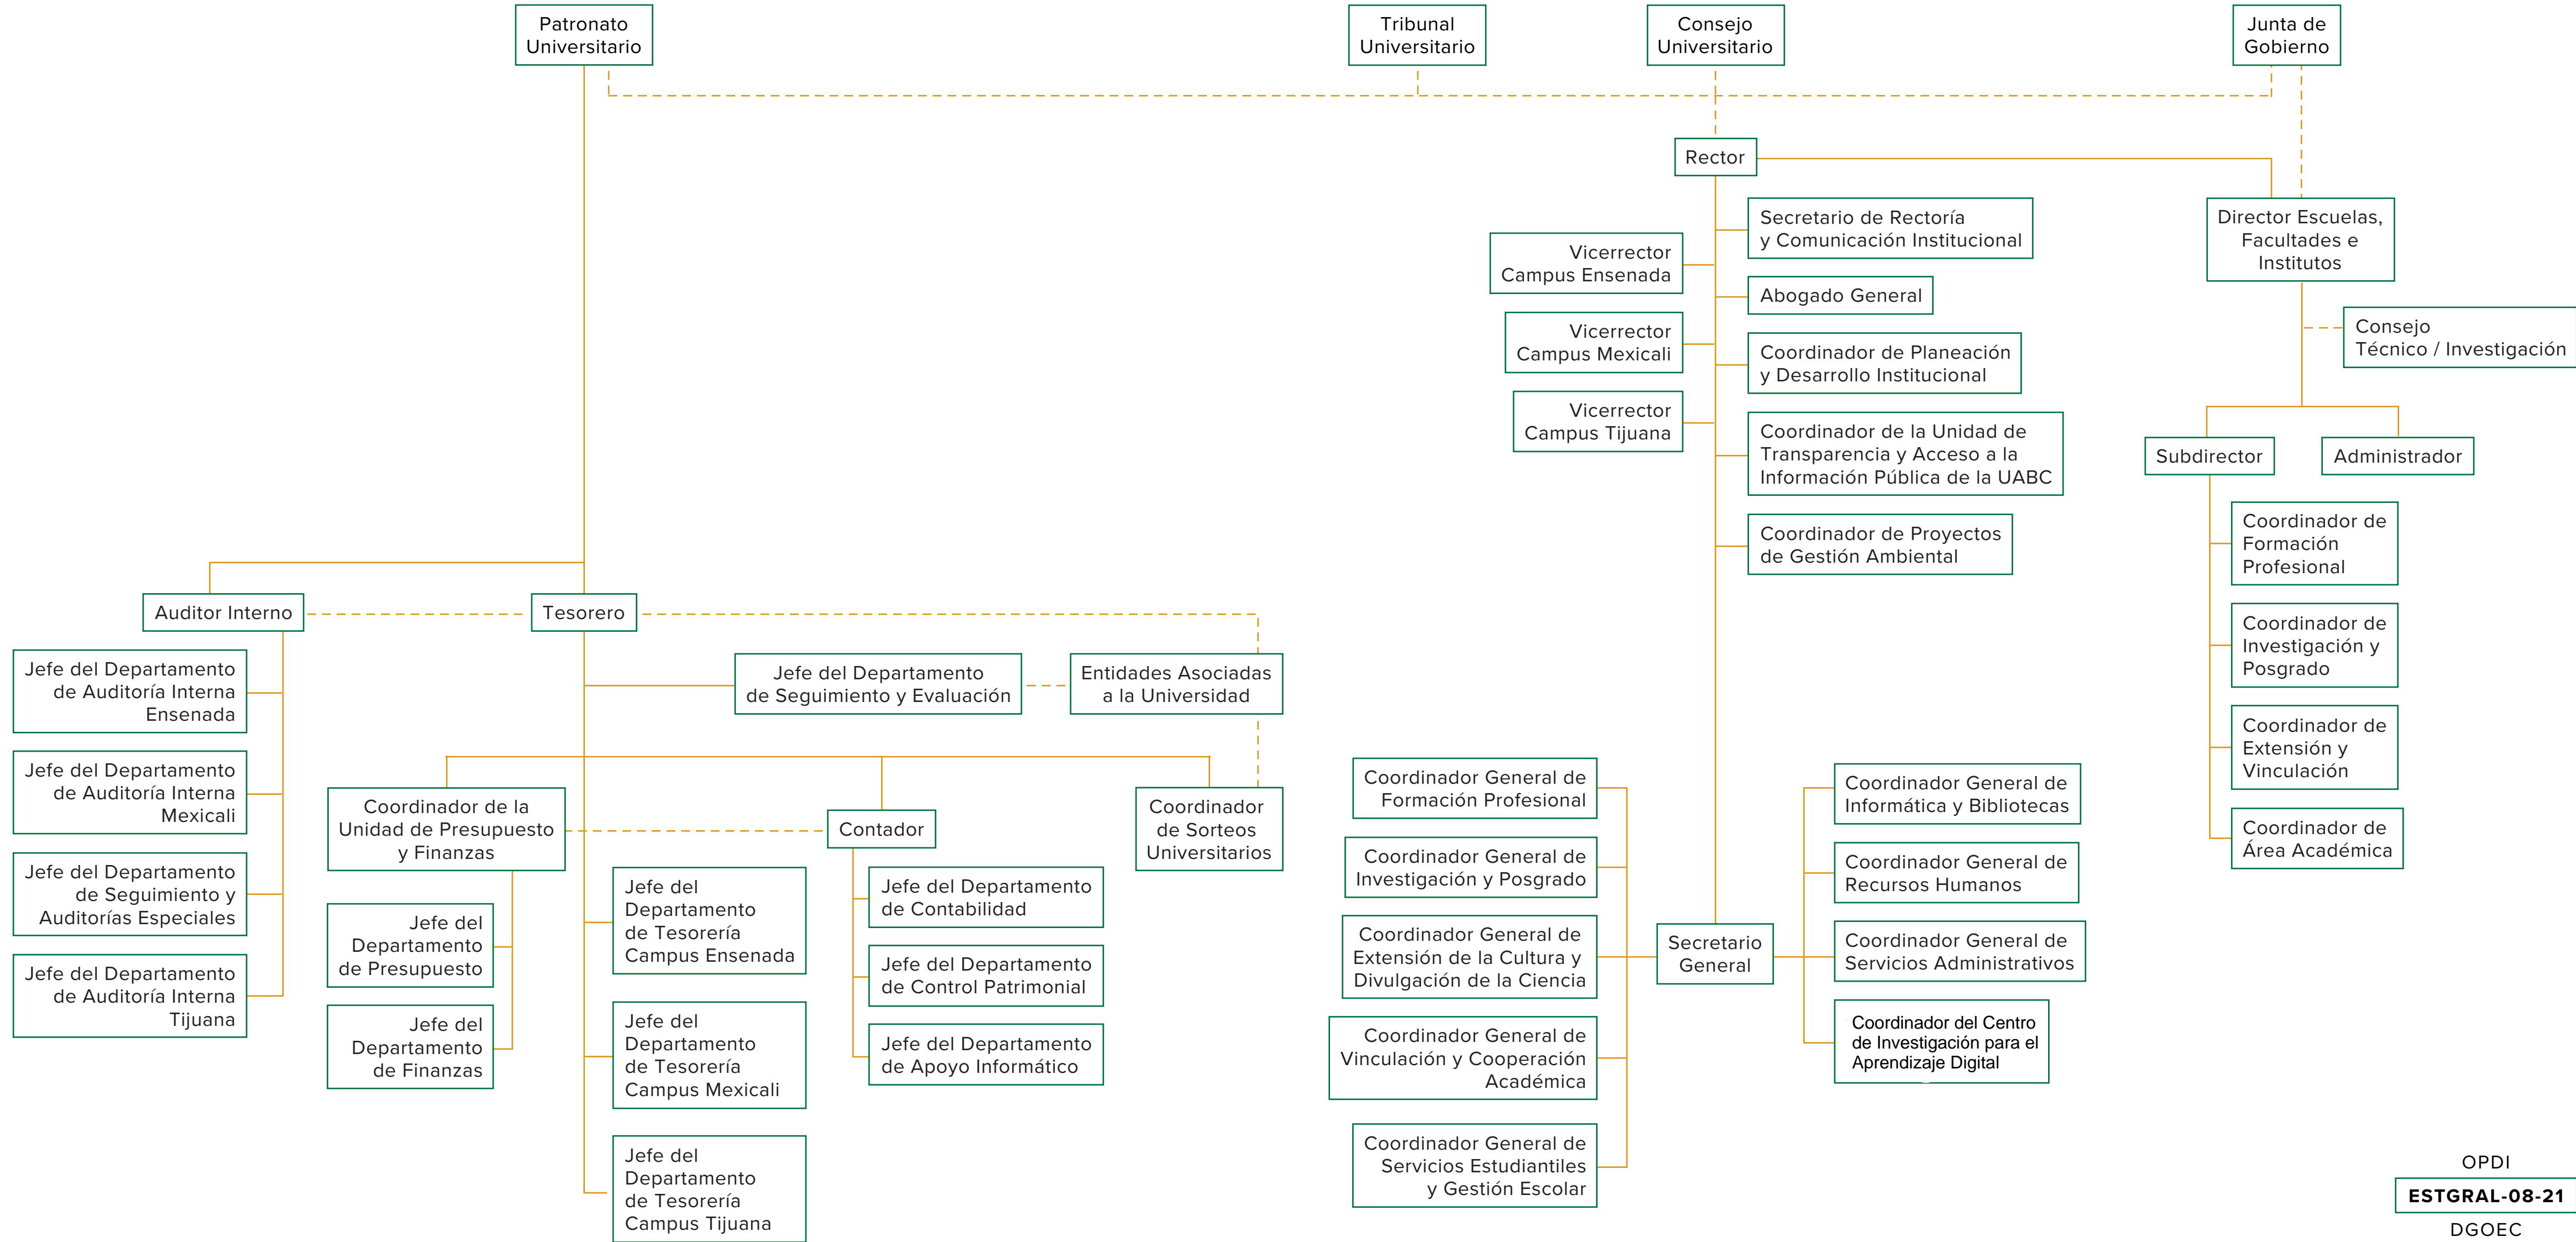 Patronato
Universitario
Tribunal
Universitario
Consejo
Universitario
Junta de
Gobierno
Rector
Secretario de Rectoría
y Comunicación Institucional
Vicerrector
Campus Ensenada
Abogado General
Vicerrector
Campus Mexicali
Coordinador de Planeación
y Desarrollo Institucional
Vicerrector
Campus Tijuana
Coordinador de la Unidad de
Transparencia y Acceso a la
Información Pública de la UABC
Coordinador de Proyectos
de Gestión Ambiental
Director Escuelas,
Facultades e
Institutos
Consejo
Técnico / Investigación
Subdirector
Administrador
Coordinador de
Formación
Profesional
Coordinador de
Investigación y
Posgrado
Coordinador de
Extensión y
Vinculación
Coordinador de
Área Académica
Auditor Interno
Tesorero
Jefe del Departamento
de Auditoría Interna
Ensenada
Jefe del Departamento
de Auditoría Interna
Mexicali
Jefe del Departamento
de Seguimiento y
Auditorías Especiales
Jefe del Departamento
de Auditoría Interna
Tijuana
Jefe del Departamento
de Seguimiento y Evaluación
Entidades Asociadas
a la Universidad
Coordinador de la
Unidad de Presupuesto
y Finanzas
Contador
Coordinador
de Sorteos
Universitarios
Jefe del
Departamento
de Presupuesto
Jefe del
Departamento
de Finanzas
Jefe del
Departamento
de Tesorería
Campus Ensenada
Jefe del
Departamento
de Tesorería
Campus Mexicali
Jefe del
Departamento
de Tesorería
Campus Tijuana
Jefe del Departamento
de Contabilidad
Jefe del Departamento
de Control Patrimonial
Jefe del Departamento
de Apoyo Informático
Coordinador General de
Formación Profesional
Coordinador General de
Investigación y Posgrado
Coordinador General de
Extensión de la Cultura y
Divulgación de la Ciencia
Coordinador General de
Vinculación y Cooperación
Académica
Coordinador General de
Servicios Estudiantiles
y Gestión Escolar
Secretario
General
Coordinador General de
Informática y Bibliotecas
Coordinador General de
Recursos Humanos
Coordinador General de
Servicios Administrativos
Coordinador del Centro
de Investigación para el
Aprendizaje Digital
OPDI
ESTGRAL-08-21
DGOEC